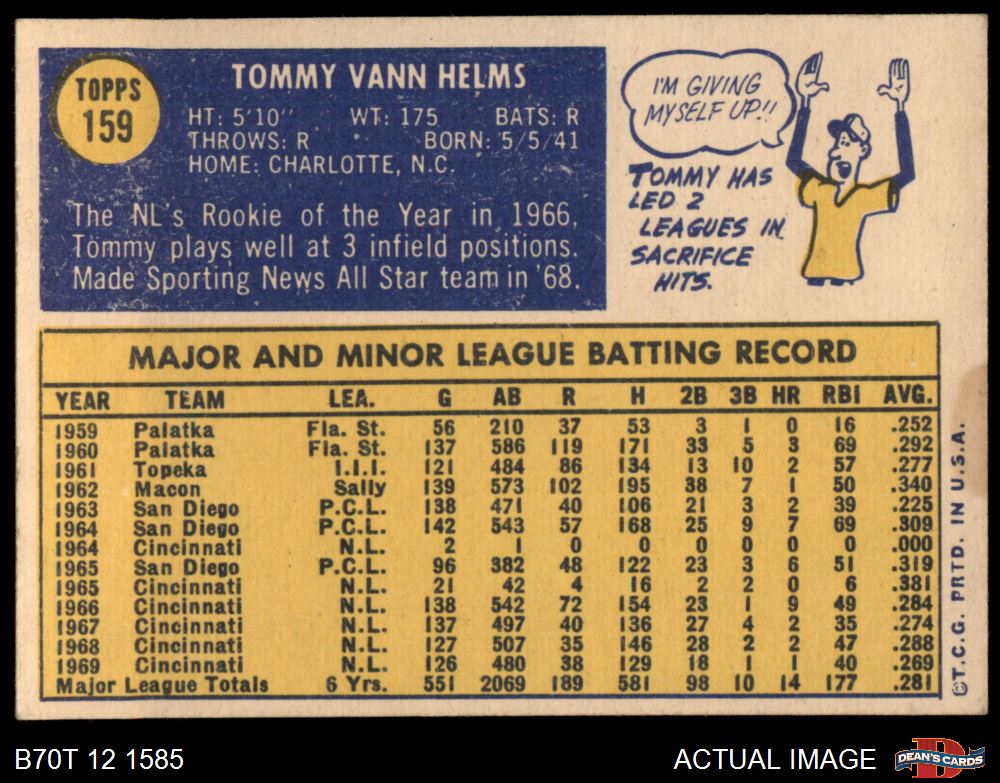 TOPPS
159
TOMMY VANN HELMS
HT: 5'10" WT: 175 BATS: R
THROWS: R BORN: 5/5/41
HOME: CHARLOTTE, N.C.
The NL's Rookie of the Year in 1966.
Tommy plays well at 3 infield positions.
Made Sporting News All Star team in '68.
I'M GIVING
MYSELF UP!!
TOMMY HAS
LED 2
LEAGUES IN
SACRIFICE
HITS.
MAJOR AND MINOR LEAGUE BATTING RECORD
YEAR TEAM LEA. G AB R H 2B 3B HR RBI AVG.
1959 Palatka Fla. St. 56 210 37 53 3 1 0 16 .252
1960 Palatka Fla. St. 137 586 119 171 33 5 3 69 .292
1961 Topeka I.I.I. 121 484 86 134 13 10 2 57 .277
1962 Macon Sally 139 573 102 195 38 7 1 50 .340
1963 San Diego P.C.L. 138 471 40 106 21 3 2 39 .225
1964 San Diego P.C.L. 142 543 57 168 25 9 7 69 .309
1964 Cincinnati N.L. 2 1 0 0 0 0 0 0 .000
1965 San Diego P.C.L. 96 382 48 122 23 3 6 51 .319
1965 Cincinnati N.L. 21 42 4 16 2 2 0 6 .381
1966 Cincinnati N.L. 138 542 72 154 23 1 9 49 .284
1967 Cincinnati N.L. 137 497 40 136 27 4 2 35 .274
1968 Cincinnati N.L. 127 507 35 146 28 2 2 47 .288
1969 Cincinnati N.L. 126 480 38 129 18 1 1 40 .269
Major League Totals 6 Yrs. 551 2069 189 581 98 10 14 177 .281
©T.C.G. PRTD. IN U.S.A.
B70T 12 1585
ACTUAL IMAGE
D
DEAN'S CARDS